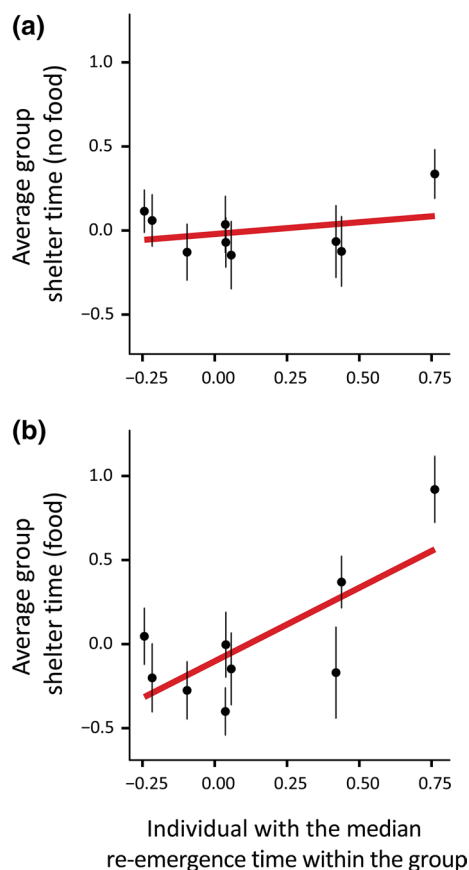 (a)
Average group
shelter time (no food)
1.0
0.5
0.0
−0.5
−0.25 0.00 0.25 0.50 0.75
(b)
Average group
shelter time (food)
1.0
0.5
0.0
−0.5
−0.25 0.00 0.25 0.50 0.75
Individual with the median
re-emergence time within the group